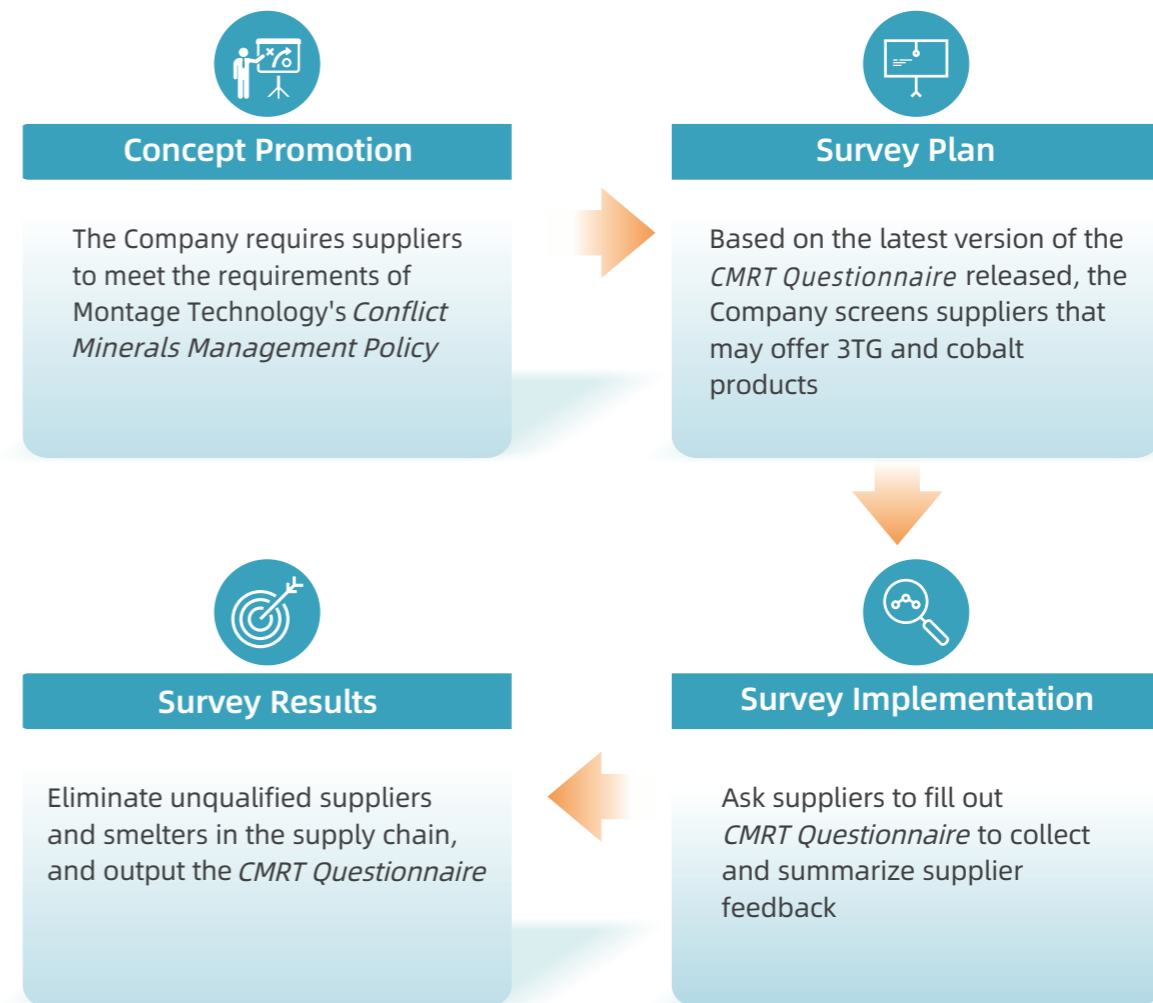 Concept Promotion
The Company requires suppliers
to meet the requirements of
Montage Technology's Conflict
Minerals Management Policy
Survey Plan
Based on the latest version of the
CMRT Questionnaire released, the
Company screens suppliers that
may offer 3TG and cobalt
products
Survey Implementation
Ask suppliers to fill out
CMRT Questionnaire to collect
and summarize supplier
feedback
Survey Results
Eliminate unqualified suppliers
and smelters in the supply chain,
and output the CMRT Questionnaire